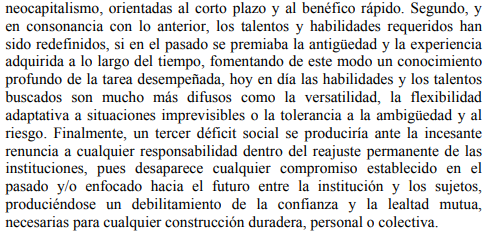 neocapitalismo, orientadas al corto plazo y al benéfico rápido. Segundo, y
en consonancia con lo anterior, los talentos y habilidades requeridos han
sido redefinidos, si en el pasado se premiaba la antigüedad y la experiencia
adquirida a lo largo del tiempo, fomentando de este modo un conocimiento
profundo de la tarea desempeñada, hoy en día las habilidades y los talentos
buscados son mucho más difusos como la versatilidad, la flexibilidad
adaptativa a situaciones imprevisibles o la tolerancia a la ambigüedad y al
riesgo. Finalmente, un tercer déficit social se produciría ante la incesante
renuncia a cualquier responsabilidad dentro del reajuste permanente de las
instituciones, pues desaparece cualquier compromiso establecido en el
pasado y/o enfocado hacia el futuro entre la institución y los sujetos,
produciéndose un debilitamiento de la confianza y la lealtad mutua,
necesarias para cualquier construcción duradera, personal o colectiva.